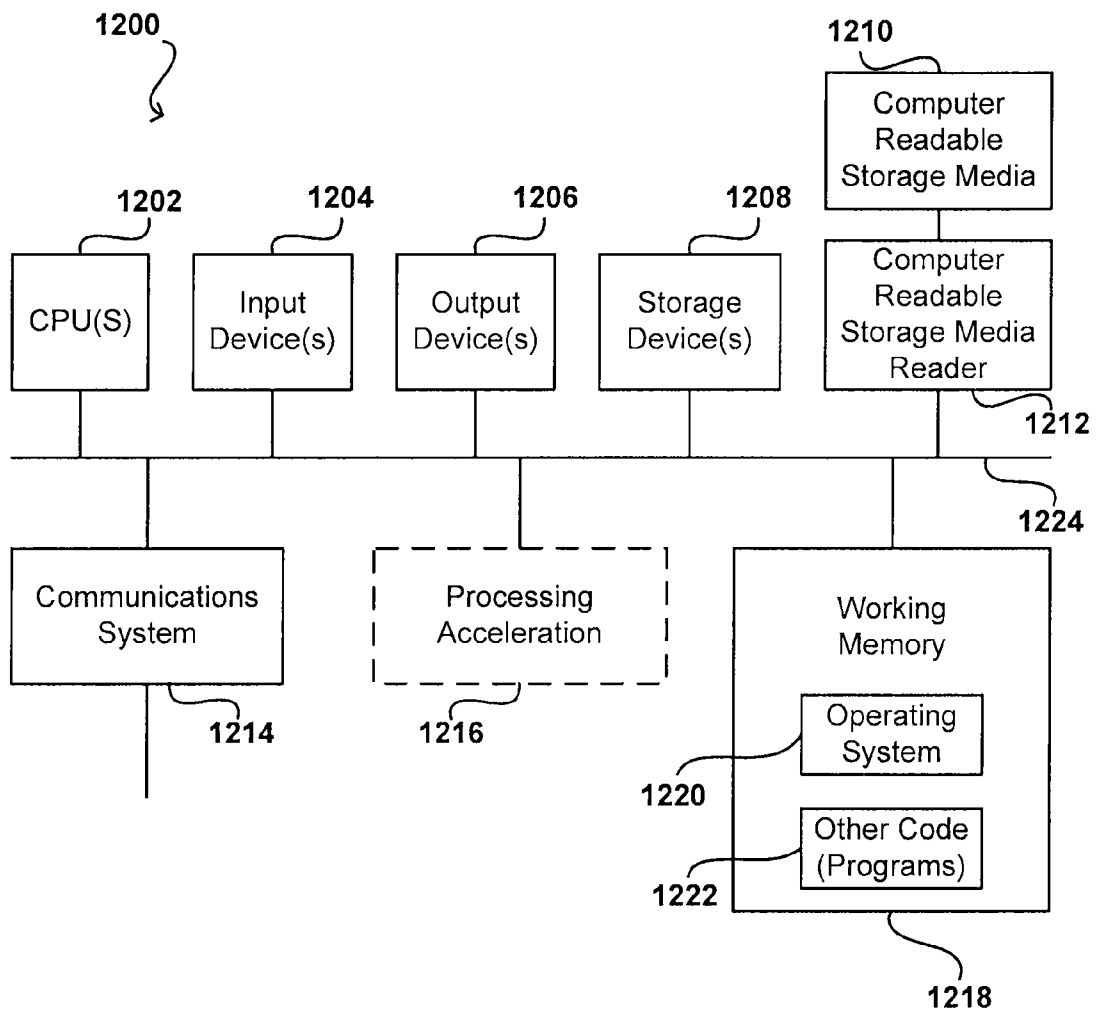 1200
1210
Computer
Readable
Storage Media
1202
1204
1206
1208
CPU(S)
Input
Device(s)
Output
Device(s)
Storage
Device(s)
Computer
Readable
Storage Media
Reader
1212
1224
Communications
System
1214
Processing
Acceleration
1216
Working
Memory
Operating
System
1220
Other Code
(Programs)
1222
1218